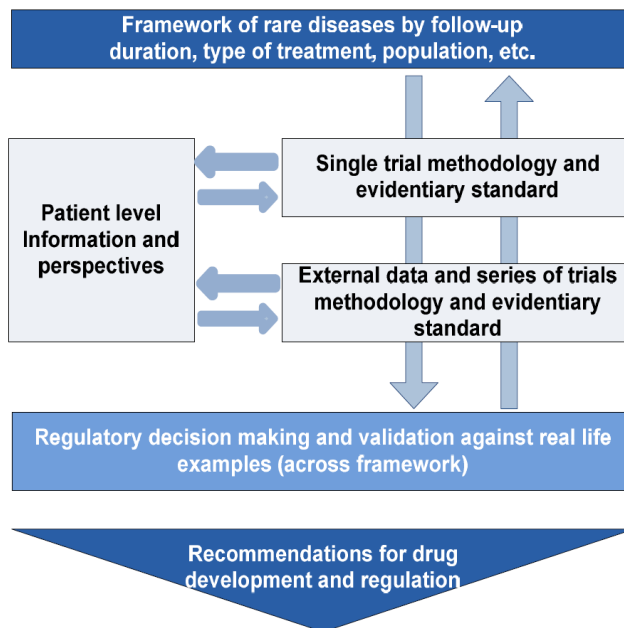 Framework of rare diseases by follow-up
duration, type of treatment, population, etc.
Single trial methodology and
evidentiary standard
Patient level
Information and
perspectives
External data and series of trials
methodology and evidentiary
standard
Regulatory decision making and validation against real life
examples (across framework)
Recommendations for drug
development and regulation